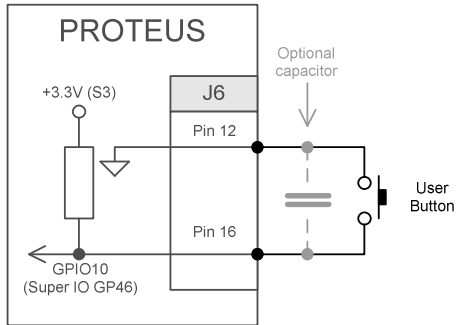 PROTEUS
Optional
capacitor
+3.3V (S3)
J6
Pin 12
User
Button
Pin 16
GPIO10
(Super IO GP46)